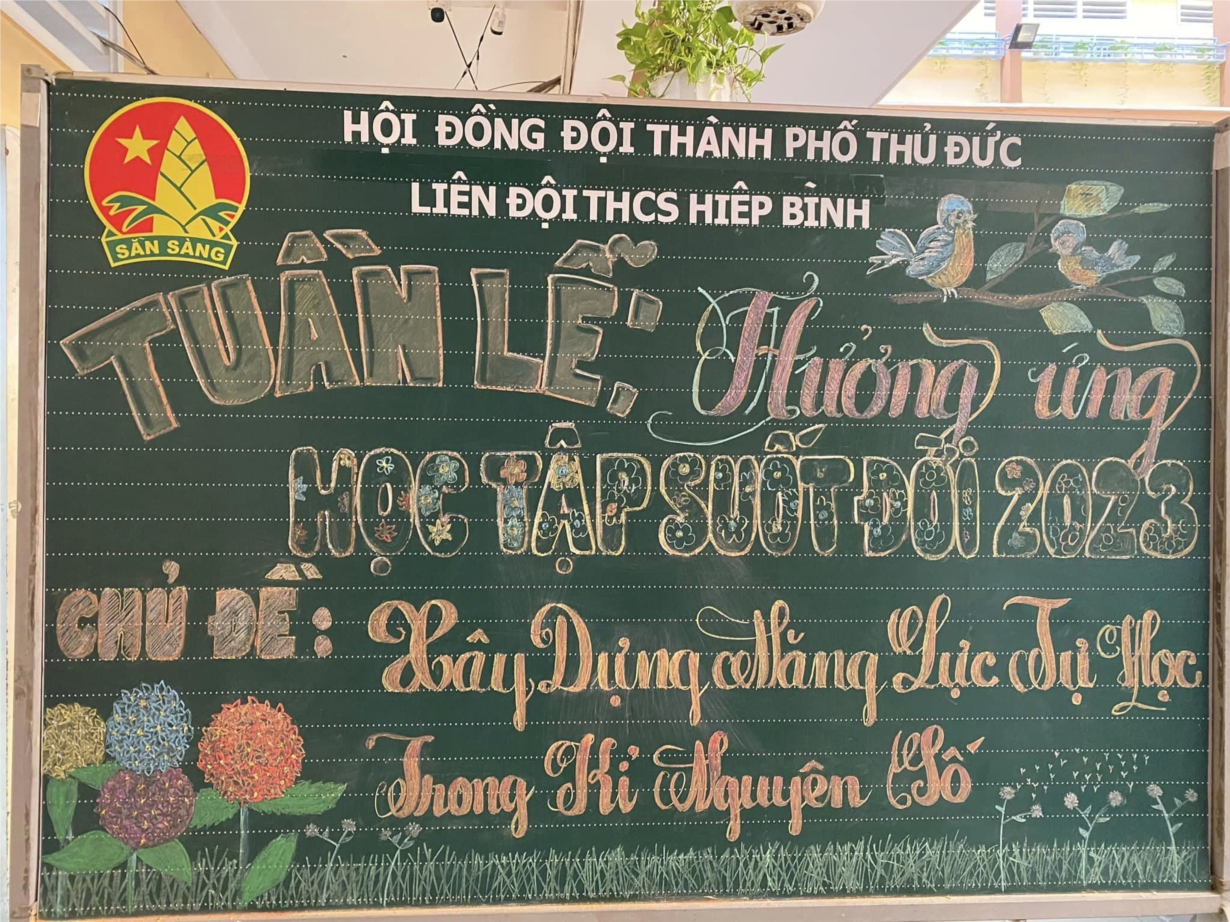 HỘI ĐỒNG ĐỘI THÀNH PHỐ THỦ ĐỨC
LIÊN ĐỘI THCS HIỆP BÌNH
SẴN SÀNG
TUẦN LỄ: Hưởng ứng
HỌC TẬP SUỐT ĐỜI 2023
CHỦ ĐỀ: Xây Dựng Năng Lực Tự Học
Trong Kỉ Nguyên Số